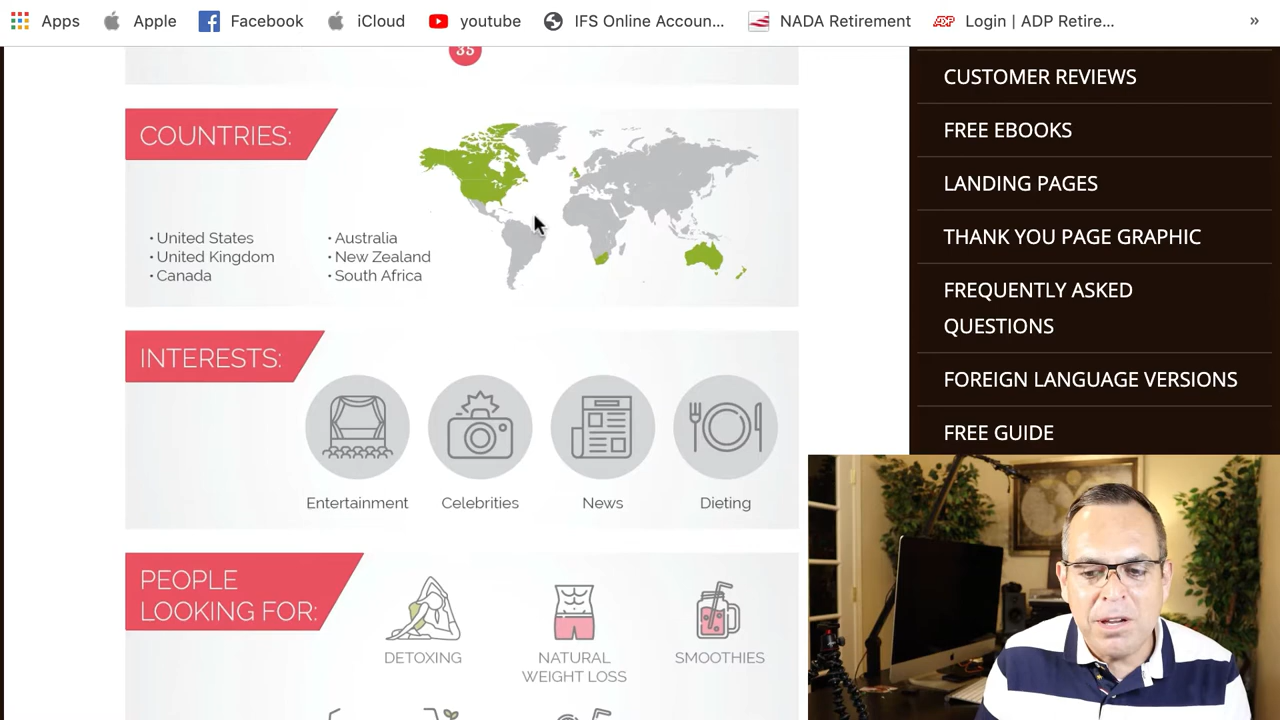 Apps
Apple
Facebook
iCloud
youtube
IFS Online Accoun...
NADA Retirement
ADP
Login | ADP Retire...
»
35
COUNTRIES:
• United States
• United Kingdom
• Canada
• Australia
• New Zealand
• South Africa
INTERESTS:
Entertainment
Celebrities
News
Dieting
PEOPLE
LOOKING FOR:
DETOXING
NATURAL
WEIGHT LOSS
SMOOTHIES
CUSTOMER REVIEWS
FREE EBOOKS
LANDING PAGES
THANK YOU PAGE GRAPHIC
FREQUENTLY ASKED
QUESTIONS
FOREIGN LANGUAGE VERSIONS
FREE GUIDE